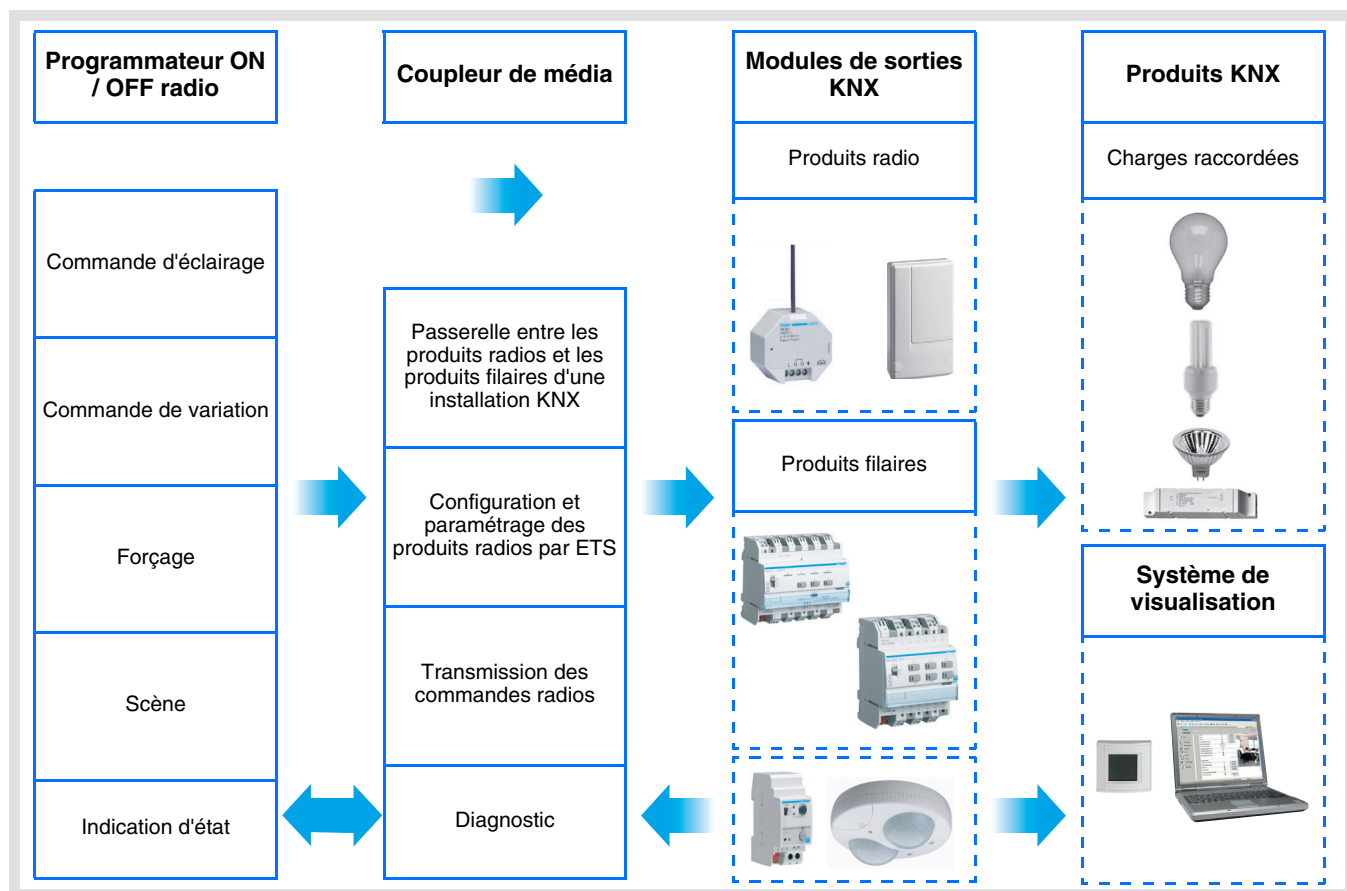 Programmateur ON
/ OFF radio
Commande d'éclairage
Commande de variation
Forçage
Scène
Indication d'état
Coupleur de média
Passerelle entre les
produits radios et les
produits filaires d'une
installation KNX
Configuration et
paramétrage des
produits radios par ETS
Transmission des
commandes radios
Diagnostic
Modules de sorties
KNX
Produits radio
Produits filaires
Produits KNX
Charges raccordées
Système de
visualisation